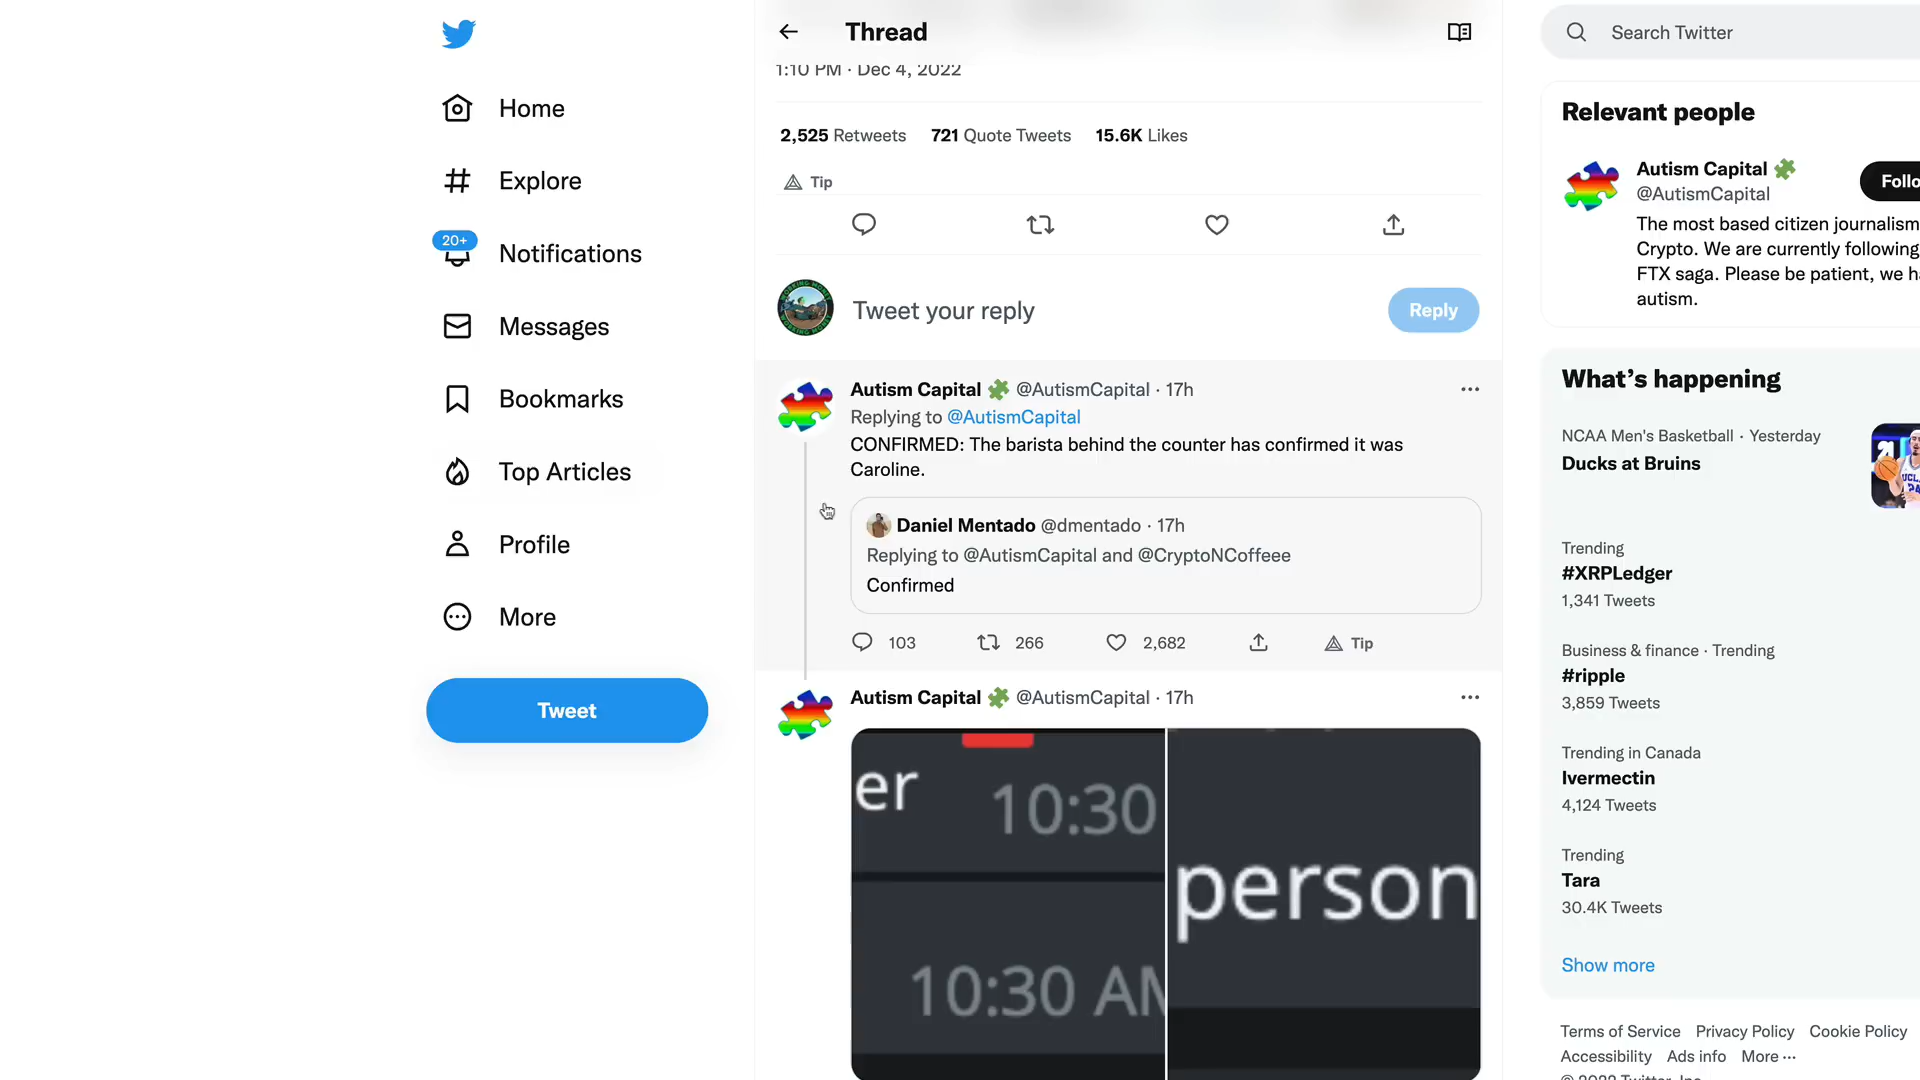 Thread
1:10 PM · Dec 4, 2022
2,525 Retweets 721 Quote Tweets 15.6K Likes
Tip
Tweet your reply
Reply
Autism Capital @AutismCapital · 17h
Replying to @AutismCapital
CONFIRMED: The barista behind the counter has confirmed it was
Caroline.
Daniel Mentado @dmentado · 17h
Replying to @AutismCapital and @CryptoNCoffeee
Confirmed
103 266 2,682 Tip
Autism Capital @AutismCapital · 17h
er
10:30
10:30 AM
person
Home
Explore
20+
Notifications
Messages
Bookmarks
Top Articles
Profile
More
Tweet
Search Twitter
Relevant people
Autism Capital
@AutismCapital
Follo
The most based citizen journalism
Crypto. We are currently following
FTX saga. Please be patient, we ha
autism.
What's happening
NCAA Men's Basketball · Yesterday
Ducks at Bruins
Trending
#XRPLedger
1,341 Tweets
Business & finance · Trending
#ripple
3,859 Tweets
Trending in Canada
Ivermectin
4,124 Tweets
Trending
Tara
30.4K Tweets
Show more
Terms of Service Privacy Policy Cookie Policy
Accessibility Ads info More ···
© 2022 Twitter, Inc.